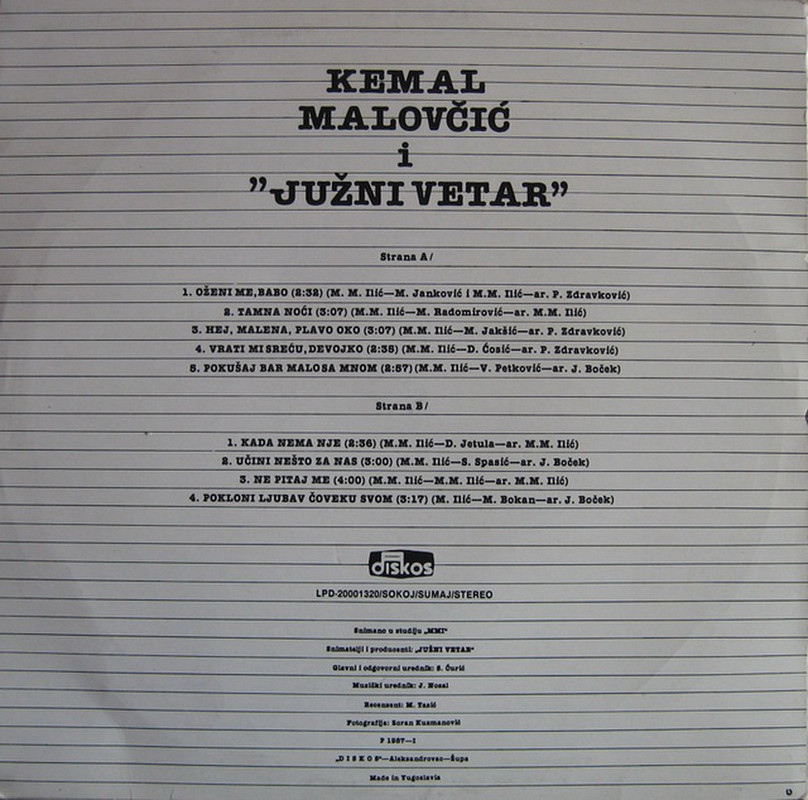 KEMAL
MALOVČIĆ
i
"JUŽNI VETAR"
Strana A/
1. OŽENI ME, BABO (2:32) (M. M. Ilić—M. Janković i M.M. Ilić—ar. P. Zdravković)
2. TAMNA NOĆI (3:07) (M.M. Ilić—M. Radomirović—ar. M.M. Ilić)
3. HEJ, MALENA, PLAVO OKO (3:07) (M.M. Ilić—M. Jakšić—ar. P. Zdravković)
4. VRATI MI SREĆU, DEVOJKO (2:35) (M.M. Ilić—D. Ćosić—ar. P. Zdravković)
5. POKUŠAJ BAR MALO SA MNOM (2:57) (M.M. Ilić—V. Petković—ar. J. Boček)
Strana B/
1. KADA NEMA NJE (2:36) (M.M. Ilić—D. Jetula—ar. M.M. Ilić)
2. UČINI NEŠTO ZA NAS (3:00) (M.M. Ilić—S. Spasić—ar. J. Boček)
3. NE PITAJ ME (4:00) (M.M. Ilić—M.M. Ilić—ar. M.M. Ilić)
4. POKLONI LJUBAV ČOVEKU SVOM (3:17) (M. Ilić—M. Bokan—ar. J. Boček)
diskos
LPD-20001320/SOKOJ/SUMAJ/STEREO
Snimano u studiju „MMI"
Snimatelji i producenti: „JUŽNI VETAR"
Glavni i odgovorni urednik: S. Ćurić
Muzički urednik: J. Nosal
Recenzent: M. Tasić
Fotografija: Zoran Kuzmanović
P 1987—I
„D I S K O S"—Aleksandrovac—Župa
Made in Yugoslavia